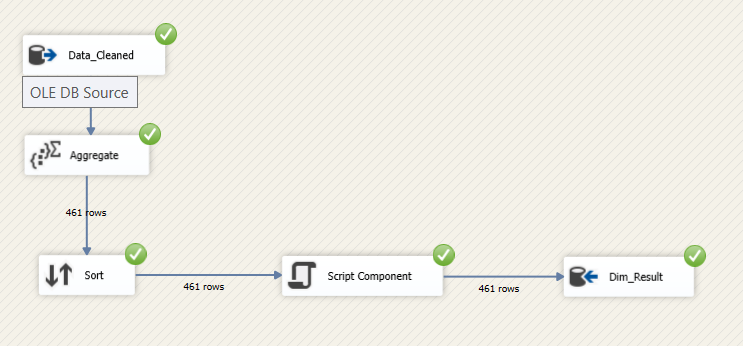 Data_Cleaned
OLE DB Source
Aggregate
461 rows
Sort
461 rows
Script Component
461 rows
Dim_Result